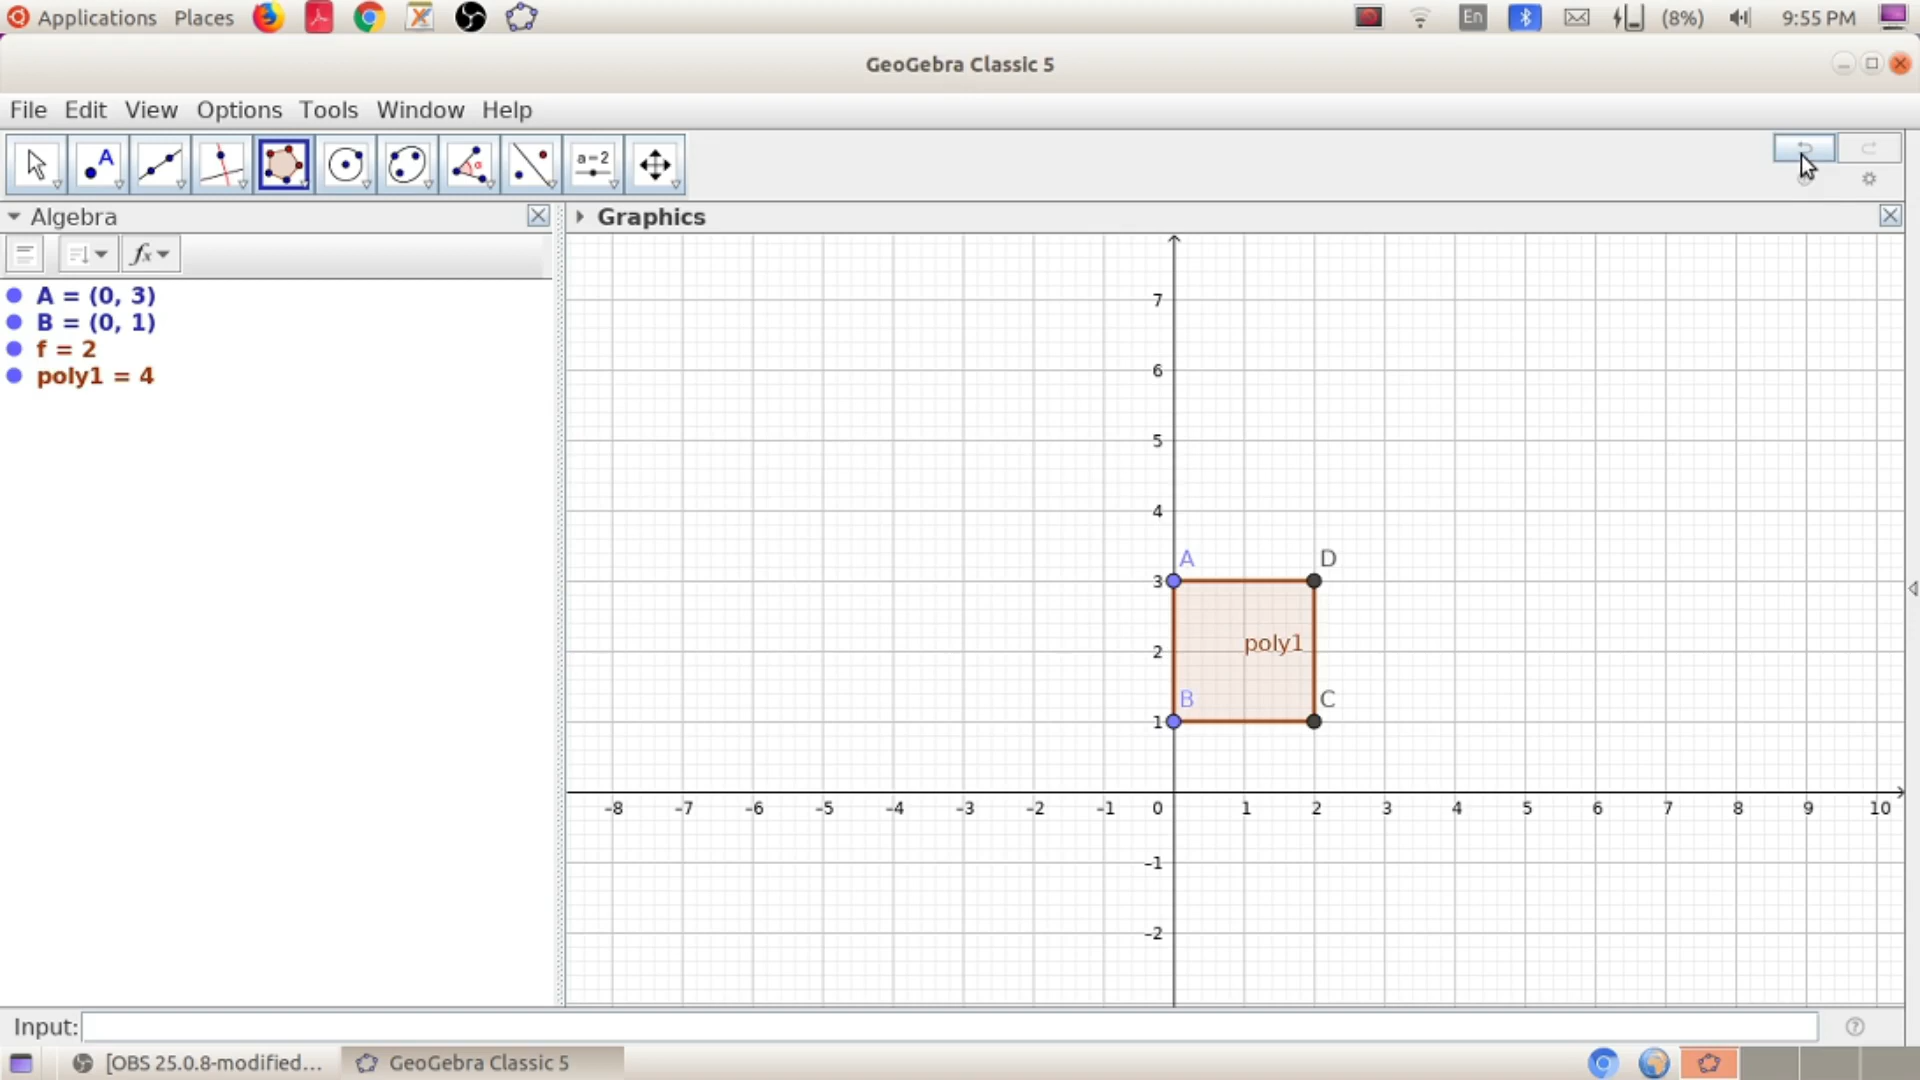 Applications Places En (8%) 9:55 PM
GeoGebra Classic 5
File Edit View Options Tools Window Help
A α a=2
Algebra
Graphics
fx
A = (0, 3)
B = (0, 1)
f = 2
poly1 = 4
7
6
5
4
A D
3
poly1
2
B C
1
-8 -7 -6 -5 -4 -3 -2 -1 0 1 2 3 4 5 6 7 8 9 10
-1
-2
Input:
[OBS 25.0.8-modified... GeoGebra Classic 5